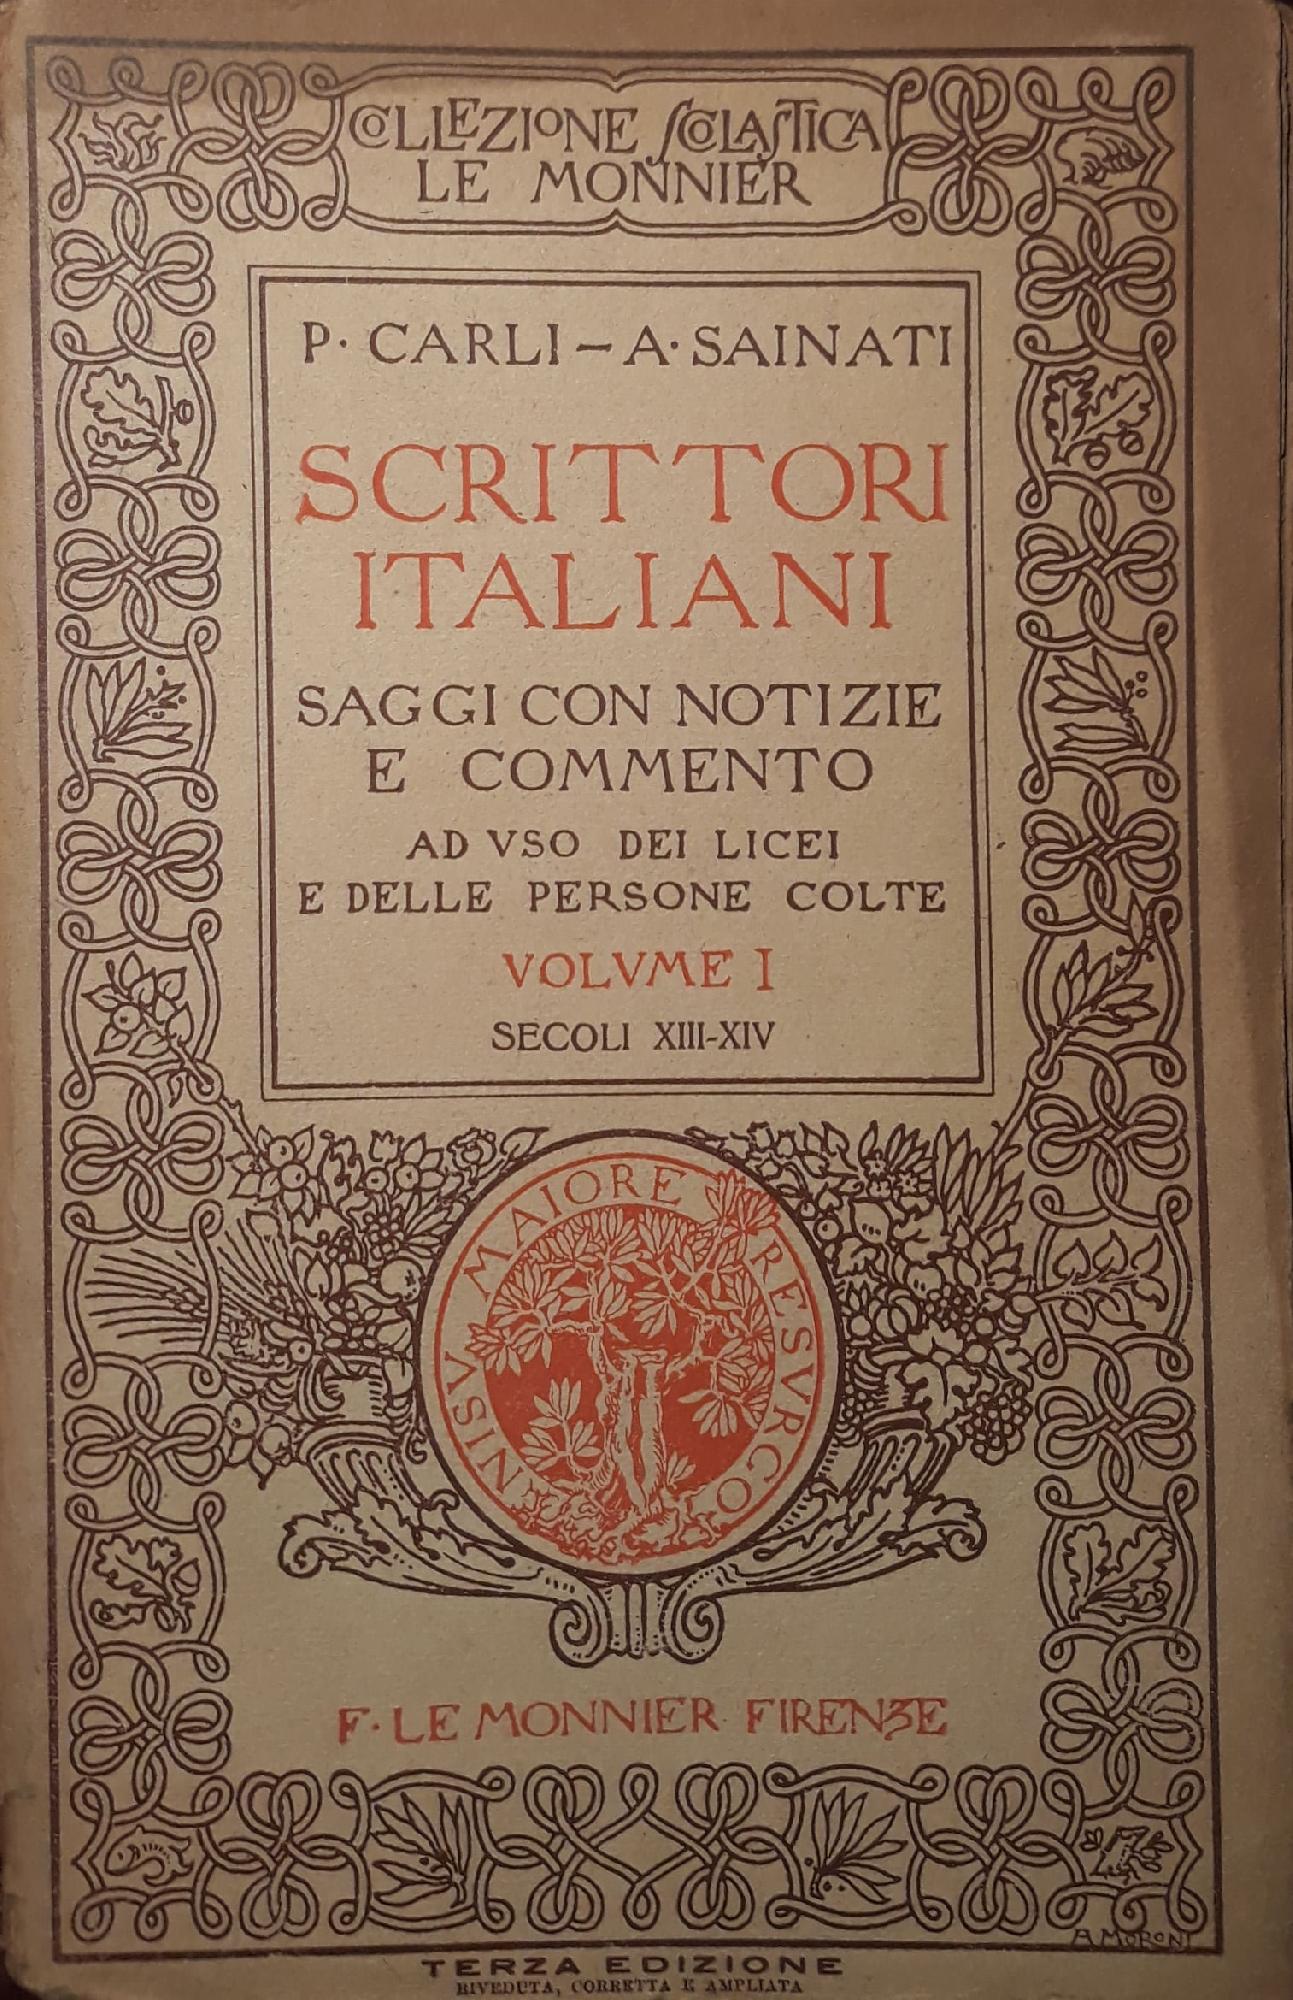 COLLEZIONE SCOLASTICA
LE MONNIER
P. CARLI – A. SAINATI
SCRITTORI
ITALIANI
SAGGI CON NOTIZIE
E COMMENTO
AD VSO DEI LICEI
E DELLE PERSONE COLTE
VOLVME I
SECOLI XIII-XIV
NISV MAIORE RESVRGO
F. LE MONNIER FIRENZE
A MORONI
TERZA EDIZIONE
RIVEDUTA, CORRETTA E AMPLIATA